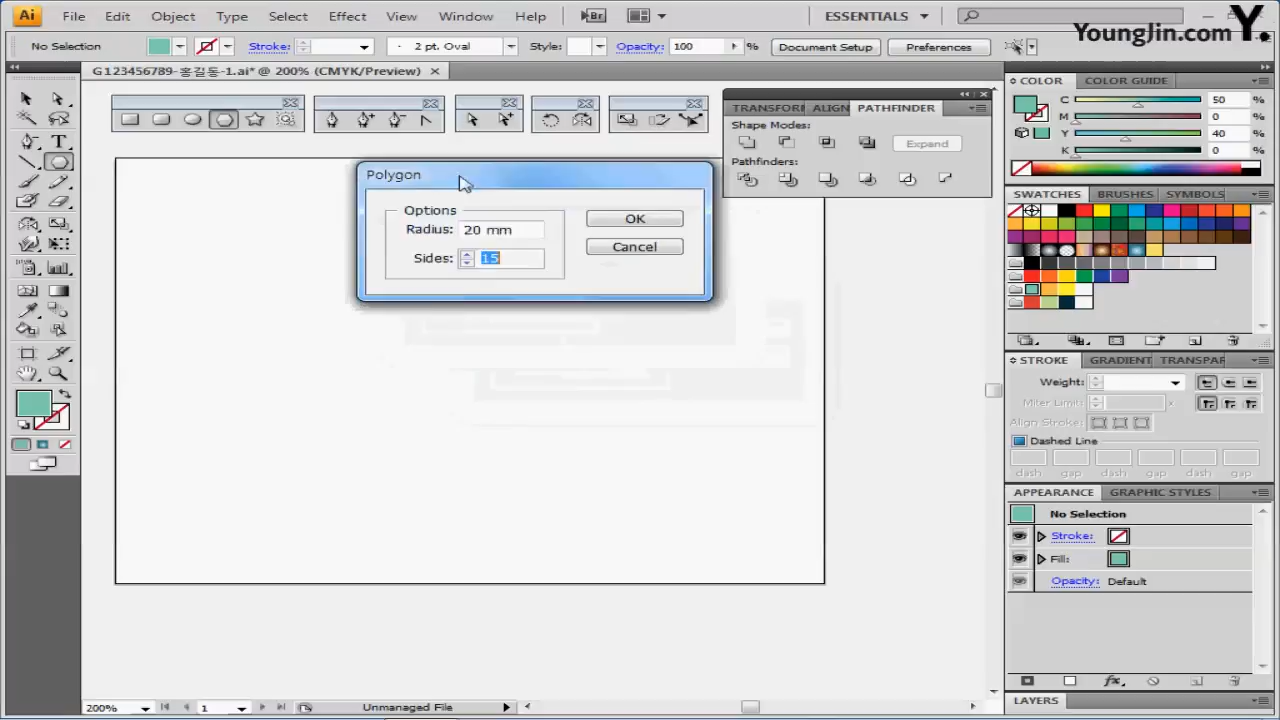 Ai File Edit Object Type Select Effect View Window Help Br ESSENTIALS
YoungJin.com Y.
No Selection Stroke: 2 pt. Oval Style: Opacity: 100 % Document Setup Preferences
G123456789-홍길동-1.ai* @ 200% (CMYK/Preview)
TRANSFORM ALIGN PATHFINDER
Shape Modes:
Expand
Pathfinders:
Polygon
Options
Radius: 20 mm
Sides: 15
OK
Cancel
COLOR COLOR GUIDE
C 50 %
M 0 %
Y 40 %
K 0 %
SWATCHES BRUSHES SYMBOLS
STROKE GRADIENT TRANSPAR
Weight:
Miter Limit:
Align Stroke:
Dashed Line
dash gap dash gap dash gap
APPEARANCE GRAPHIC STYLES
No Selection
Stroke:
Fill:
Opacity: Default
LAYERS
200% 1 Unmanaged File